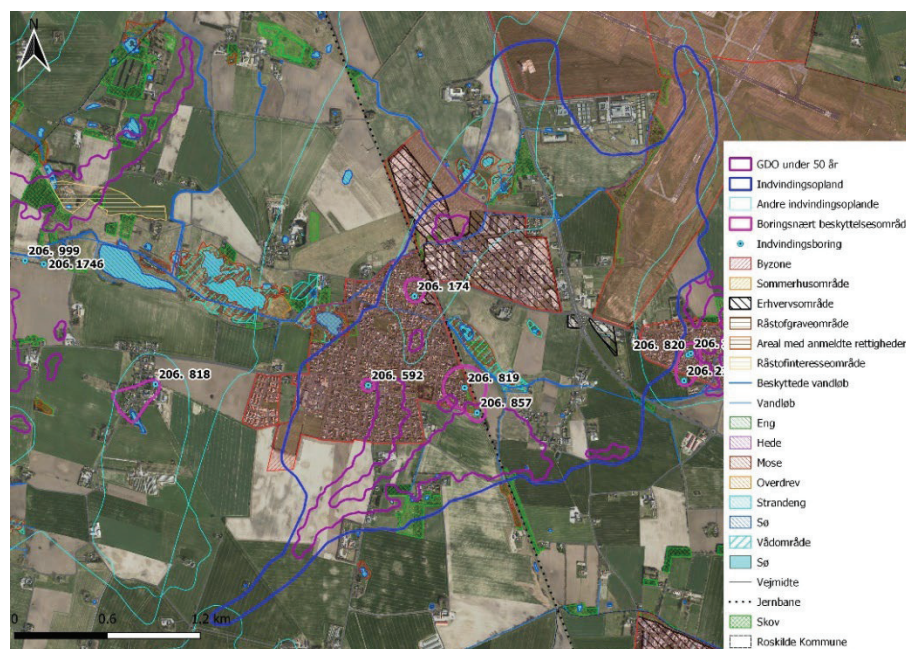 N
206. 999
206. 1746
206. 174
206. 818
206. 592
206. 819
206. 857
206. 820
0
0.6
1.2 km
GDO under 50 år
Indvindingsopland
Andre indvindingsoplande
Boringsnært beskyttelsesområd
Indvindingsboring
Byzone
Sommerhusområde
Erhvervsområde
Råstofgraveområde
Areal med anmeldte rettigheder
Råstofinteresseområde
Beskyttede vandløb
Vandløb
Eng
Hede
Mose
Overdrev
Strandeng
Sø
Vådområde
Sø
Vejmidte
Jernbane
Skov
Roskilde Kommune